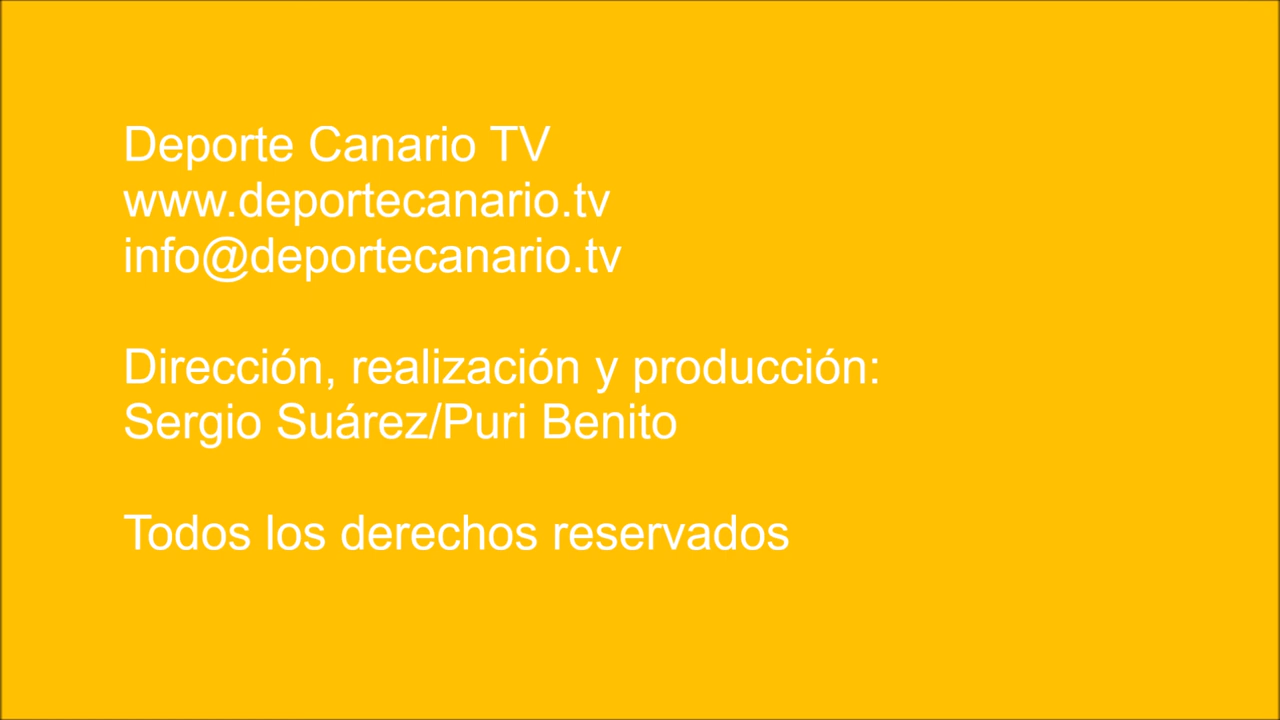 Deporte Canario TV
www.deportecanario.tv
info@deportecanario.tv
Dirección, realización y producción:
Sergio Suárez/Puri Benito
Todos los derechos reservados